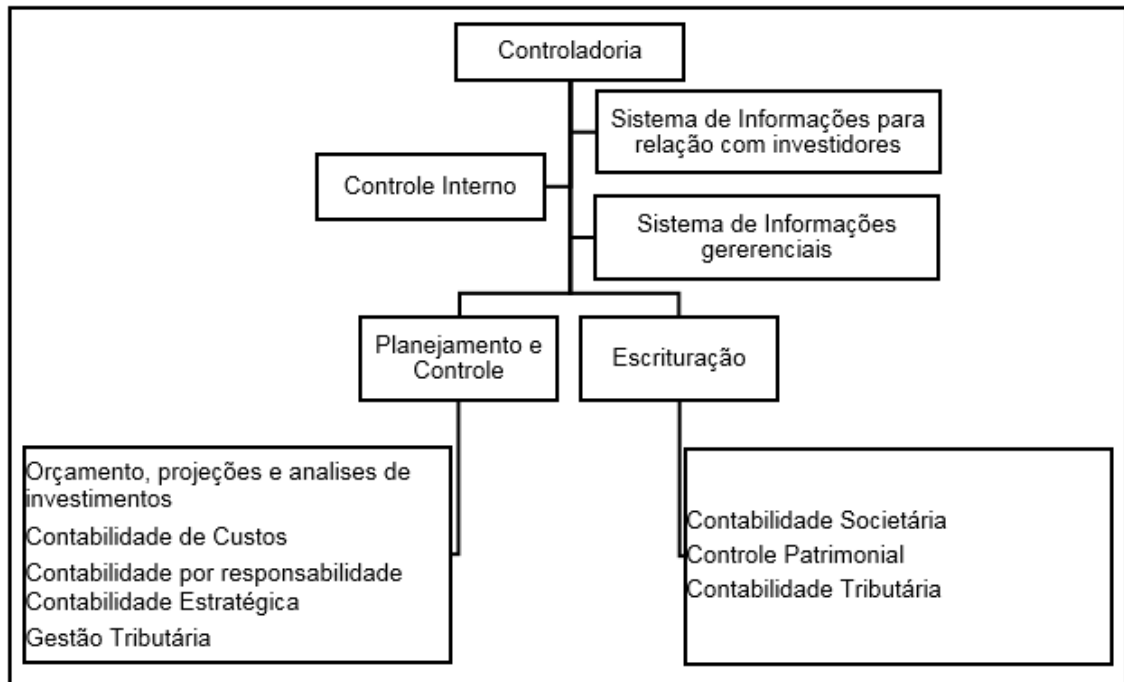 Controladoria
Sistema de Informações para
relação com investidores
Controle Interno
Sistema de Informações
gererenciais
Planejamento e
Controle
Escrituração
Orçamento, projeções e analises de
investimentos
Contabilidade de Custos
Contabilidade por responsabilidade
Contabilidade Estratégica
Gestão Tributária
Contabilidade Societária
Controle Patrimonial
Contabilidade Tributária